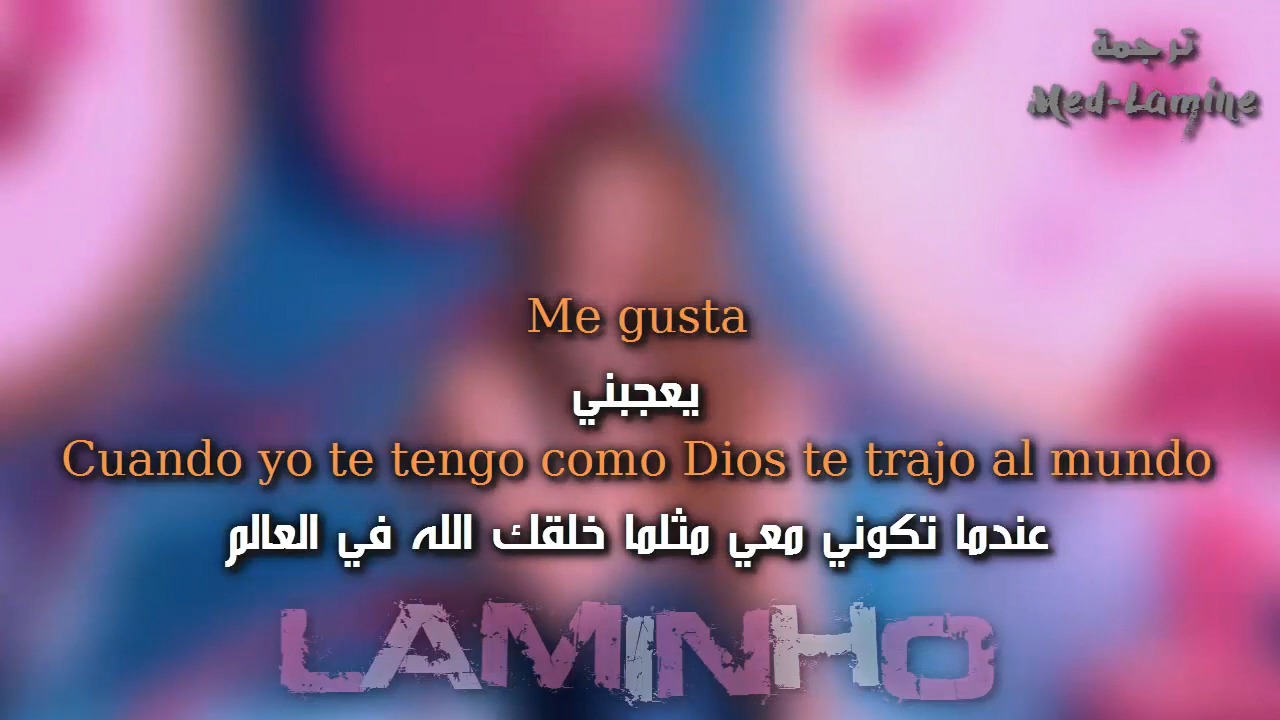 ترجمة
Med-Lamine
Me gusta
يعجبني
Cuando yo te tengo como Dios te trajo al mundo
عندما تكوني معي مثلما خلقك الله في العالم
LAMINHO